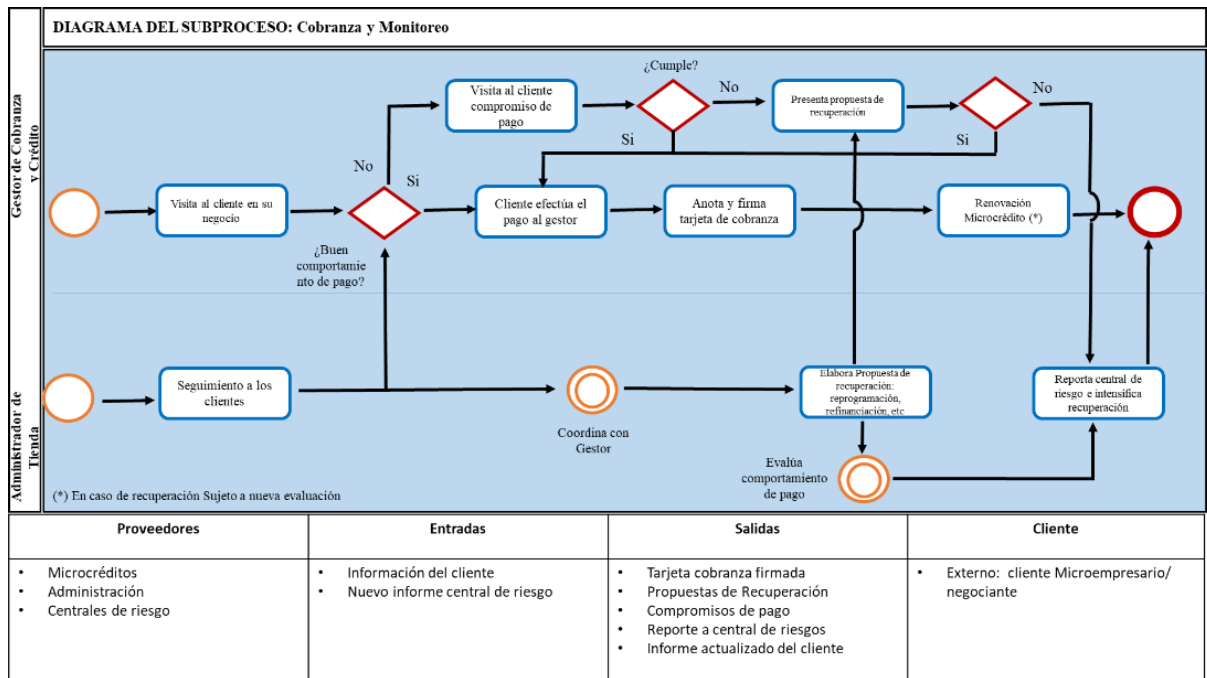 DIAGRAMA DEL SUBPROCESO: Cobranza y Monitoreo
Gestor de Cobranza
y Crédito
¿Cumple?
Visita al cliente
compromiso de
pago
No
Presenta propuesta de
recuperación
No
Si
Si
No
Si
Visita al cliente en su
negocio
Cliente efectúa el
pago al gestor
Anota y firma
tarjeta de cobranza
Renovación
Microcrédito (*)
¿Buen
comportamie
nto de pago?
Administrador de
Tienda
Seguimiento a los
clientes
Coordina con
Gestor
Elabora Propuesta de
recuperación:
reprogramación,
refinanciación, etc
Reporta central de
riesgo e intensifica
recuperación
Evalúa
comportamiento
de pago
(*) En caso de recuperación Sujeto a nueva evaluación
Proveedores
Entradas
Salidas
Cliente
• Microcréditos
• Administración
• Centrales de riesgo
• Información del cliente
• Nuevo informe central de riesgo
• Tarjeta cobranza firmada
• Propuestas de Recuperación
• Compromisos de pago
• Reporte a central de riesgos
• Informe actualizado del cliente
• Externo: cliente Microempresario/
negociante